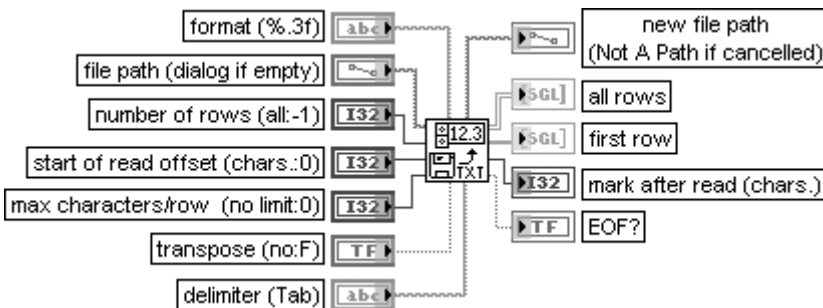 format (%.3f)
abc
file path (dialog if empty)
number of rows (all:-1)
I32
start of read offset (chars.:0)
I32
max characters/row (no limit:0)
I32
transpose (no:F)
TF
delimiter (Tab)
abc
12.3
TXT
new file path
(Not A Path if cancelled)
SGL]
all rows
SGL]
first row
I32
mark after read (chars.)
TF
EOF?